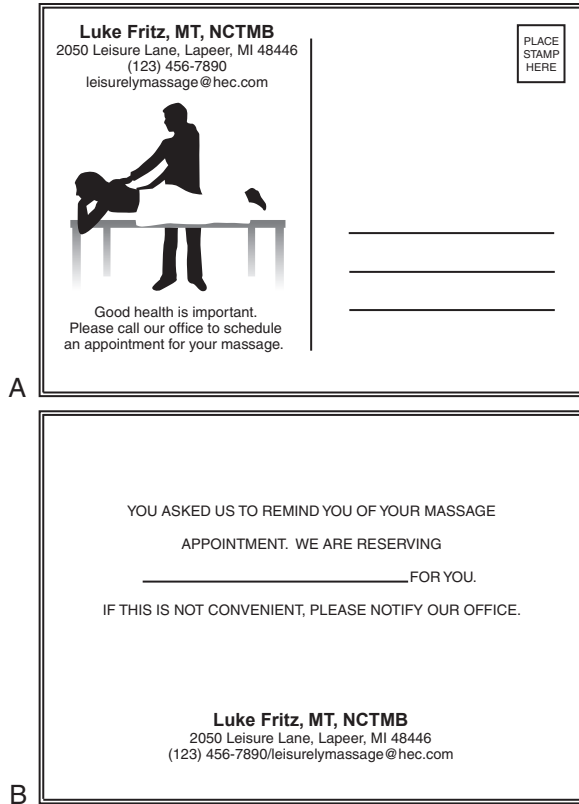 Luke Fritz, MT, NCTMB
2050 Leisure Lane, Lapeer, MI 48446
(123) 456-7890
leisurelymassage@hec.com
PLACE
STAMP
HERE
Good health is important.
Please call our office to schedule
an appointment for your massage.
A
YOU ASKED US TO REMIND YOU OF YOUR MASSAGE
APPOINTMENT. WE ARE RESERVING
FOR YOU.
IF THIS IS NOT CONVENIENT, PLEASE NOTIFY OUR OFFICE.
Luke Fritz, MT, NCTMB
2050 Leisure Lane, Lapeer, MI 48446
(123) 456-7890/leisurelymassage@hec.com
B